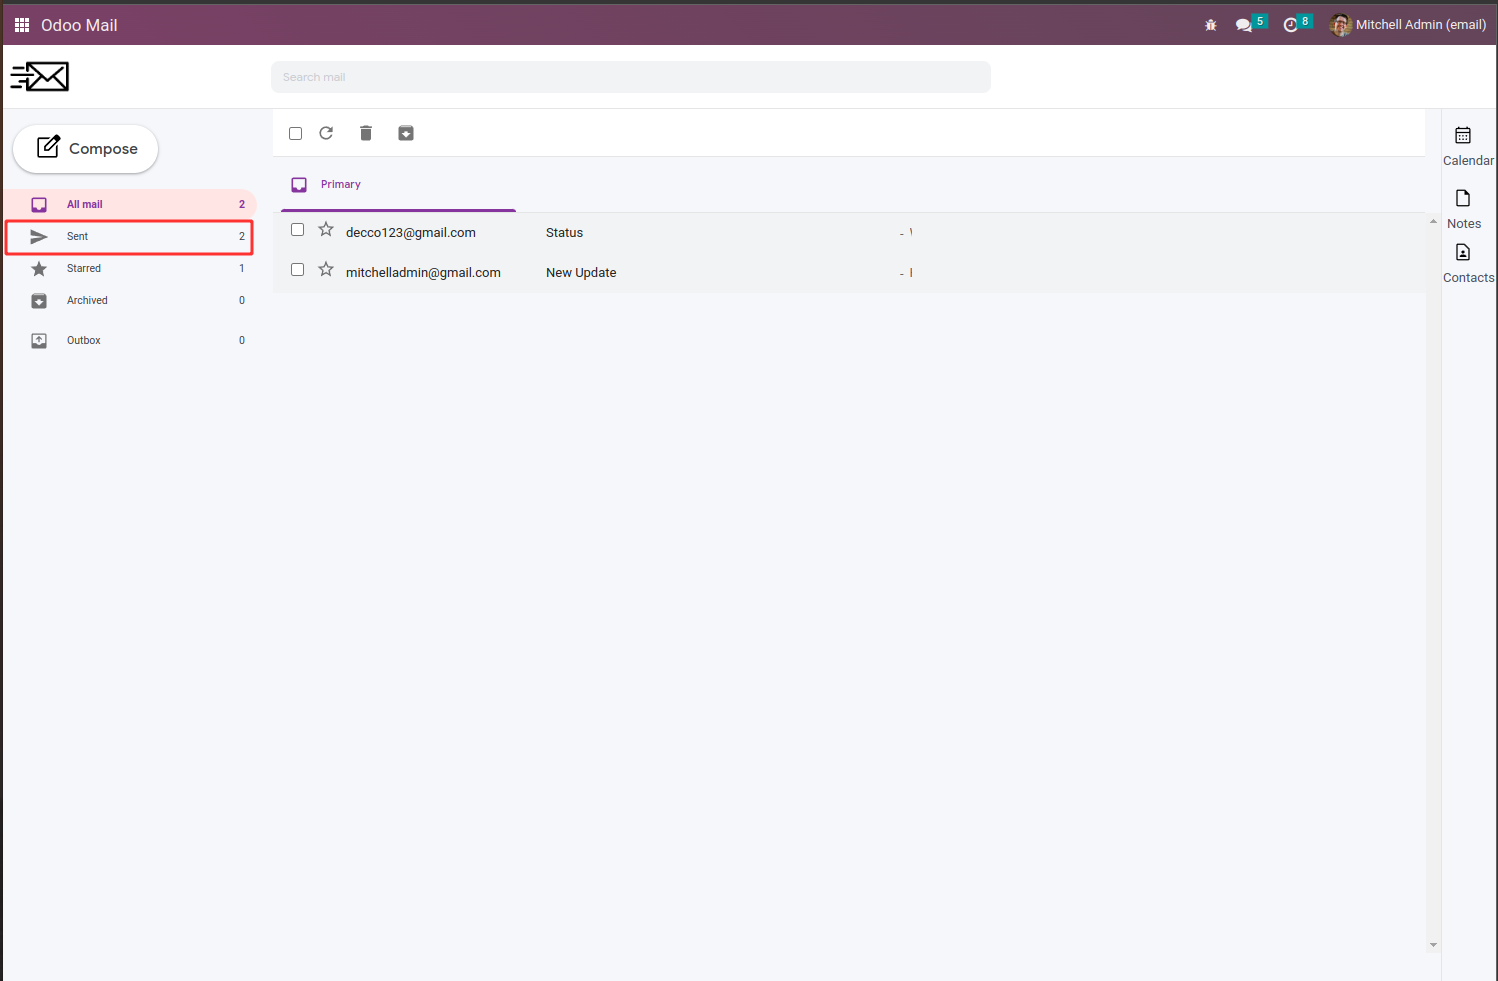 Odoo Mail
5
8
Mitchell Admin (email)
Search mail
Compose
All mail 2
Sent 2
Starred 1
Archived 0
Outbox 0
Primary
decco123@gmail.com Status -
mitchelladmin@gmail.com New Update -
Calendar
Notes
Contacts